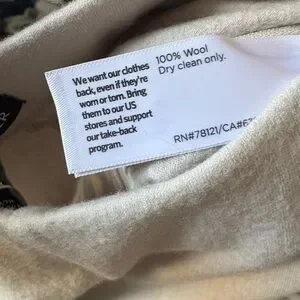 We want our clothes
back, even if they're
worn or torn. Bring
them to our US
stores and support
our take-back
program.
100% Wool
Dry clean only.
RN#78121/CA#6